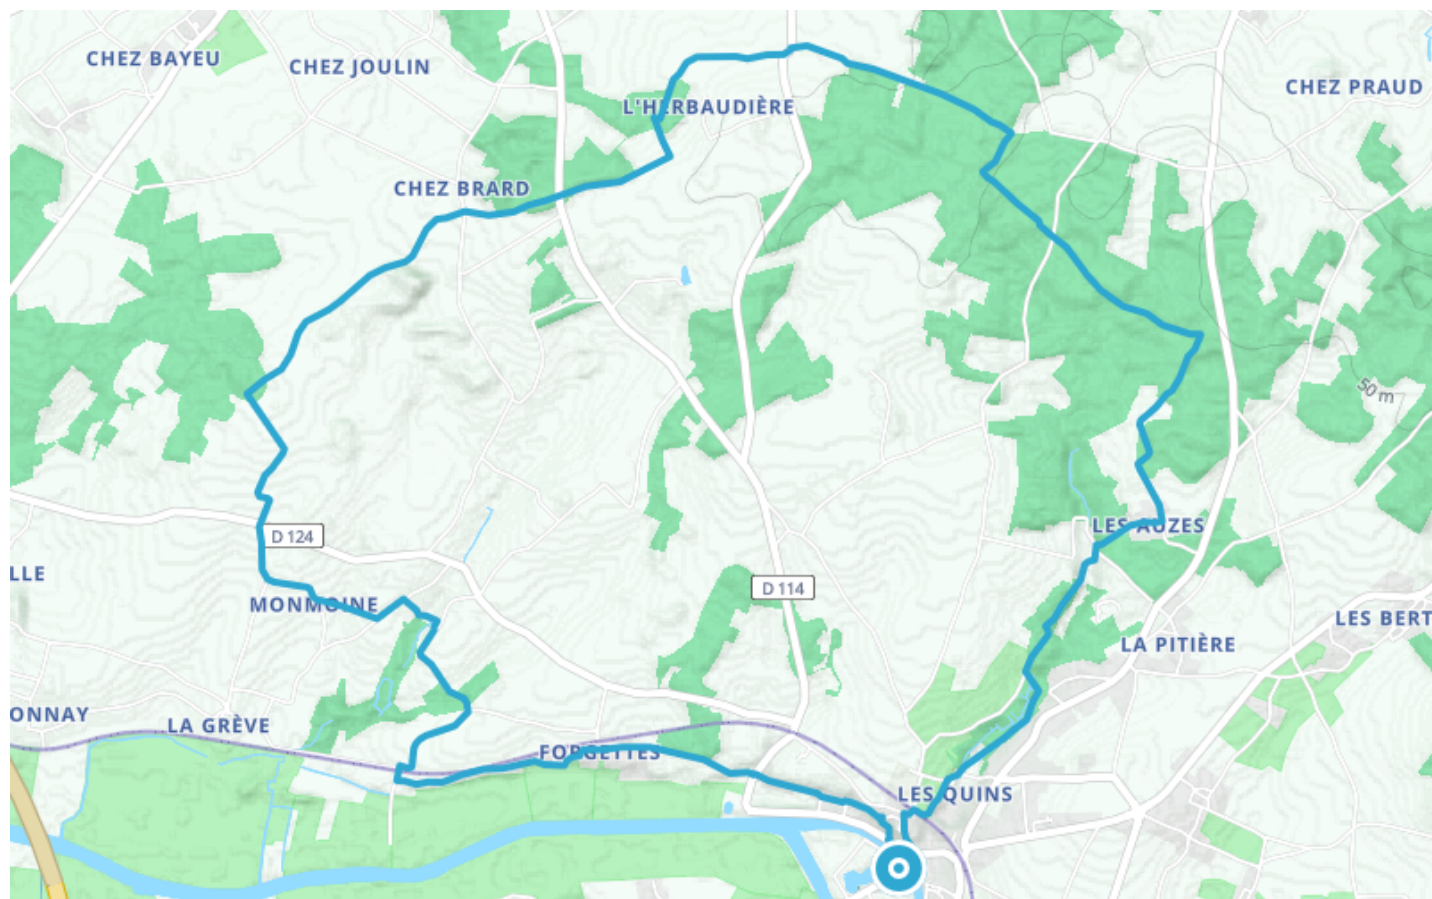 CHEZ BAYEU
CHEZ JOULIN
CHEZ PRAUD
L'HERBAUDIÈRE
CHEZ BRARD
50 m
LES AUZES
D 124
LLE
D 114
MONMOINE
LES BERT
LA PITIÈRE
ONNAY
LA GRÈVE
FORGETTES
LES QUINS